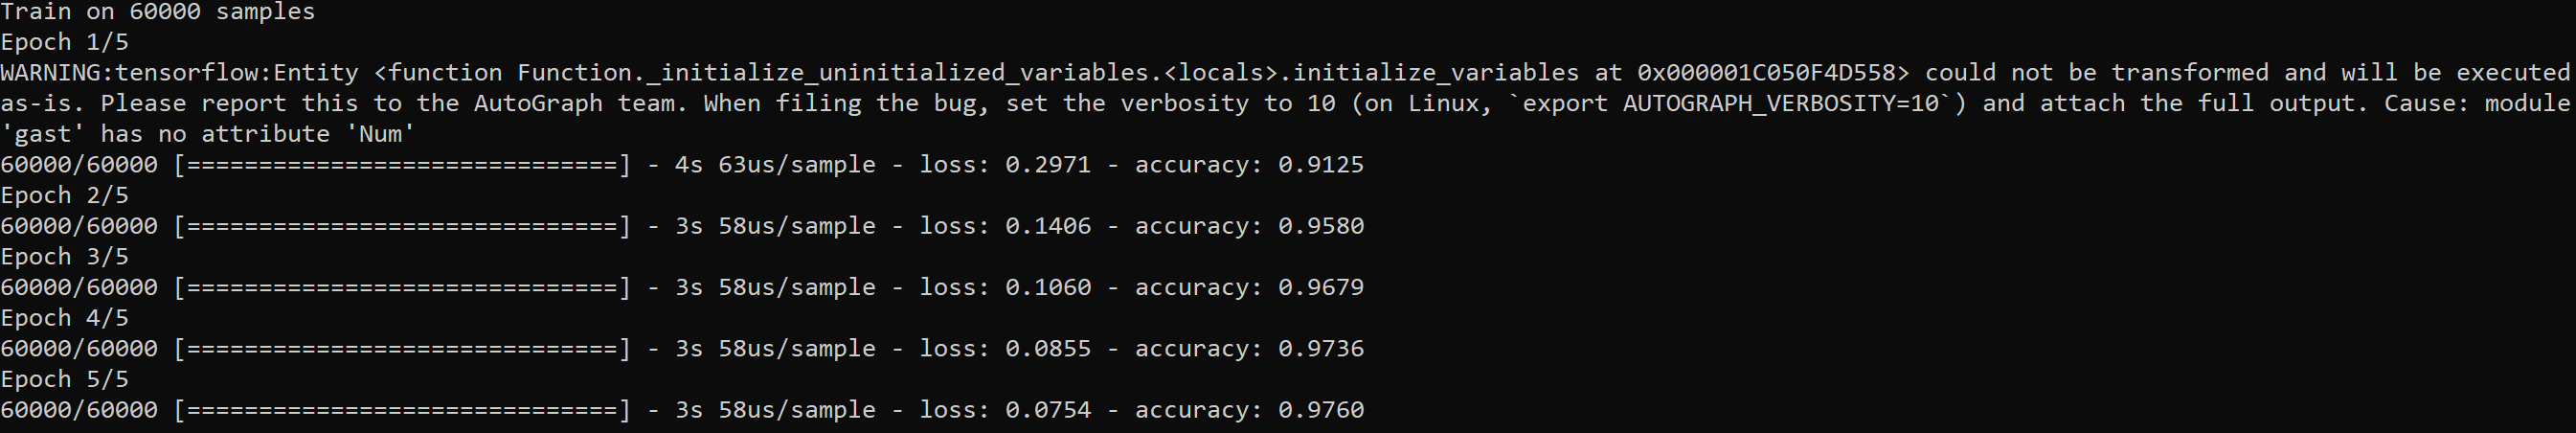 Train on 60000 samples
Epoch 1/5
WARNING:tensorflow:Entity <function Function._initialize_uninitialized_variables.<locals>.initialize_variables at 0x000001C050F4D558> could not be transformed and will be executed
as-is. Please report this to the AutoGraph team. When filing the bug, set the verbosity to 10 (on Linux, `export AUTOGRAPH_VERBOSITY=10`) and attach the full output. Cause: module
'gast' has no attribute 'Num'
60000/60000 [==============================] - 4s 63us/sample - loss: 0.2971 - accuracy: 0.9125
Epoch 2/5
60000/60000 [==============================] - 3s 58us/sample - loss: 0.1406 - accuracy: 0.9580
Epoch 3/5
60000/60000 [==============================] - 3s 58us/sample - loss: 0.1060 - accuracy: 0.9679
Epoch 4/5
60000/60000 [==============================] - 3s 58us/sample - loss: 0.0855 - accuracy: 0.9736
Epoch 5/5
60000/60000 [==============================] - 3s 58us/sample - loss: 0.0754 - accuracy: 0.9760